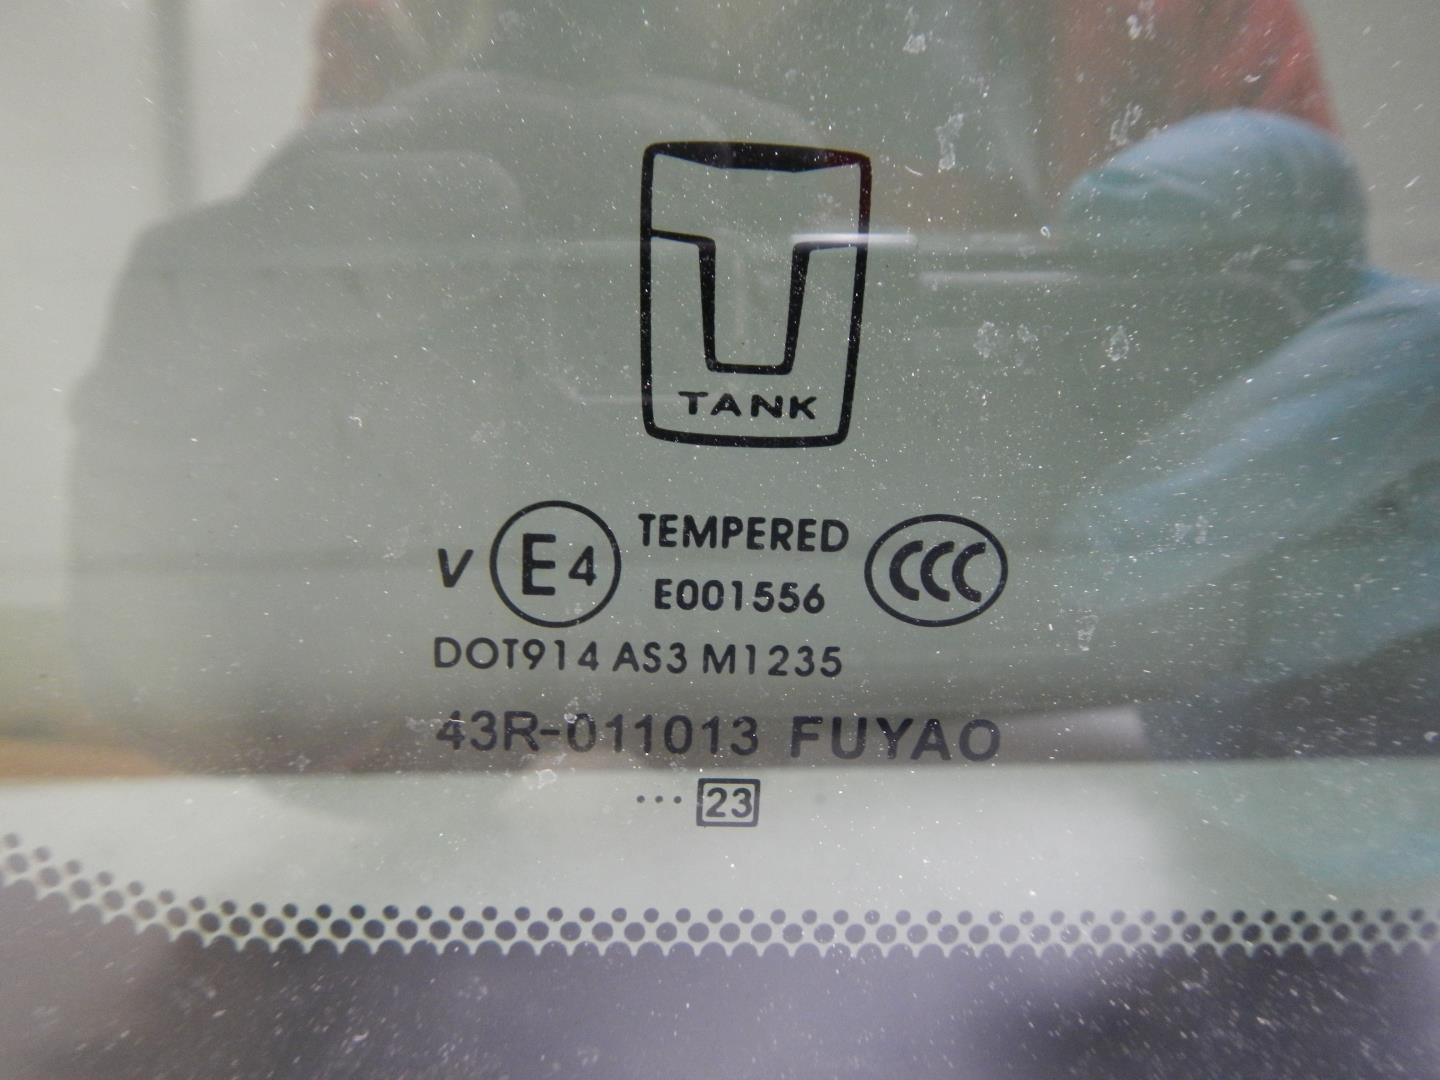 TANK
V E4 TEMPERED CCC
E001556
DOT914 AS3 M1235
43R-011013 FUYAO
••• 23